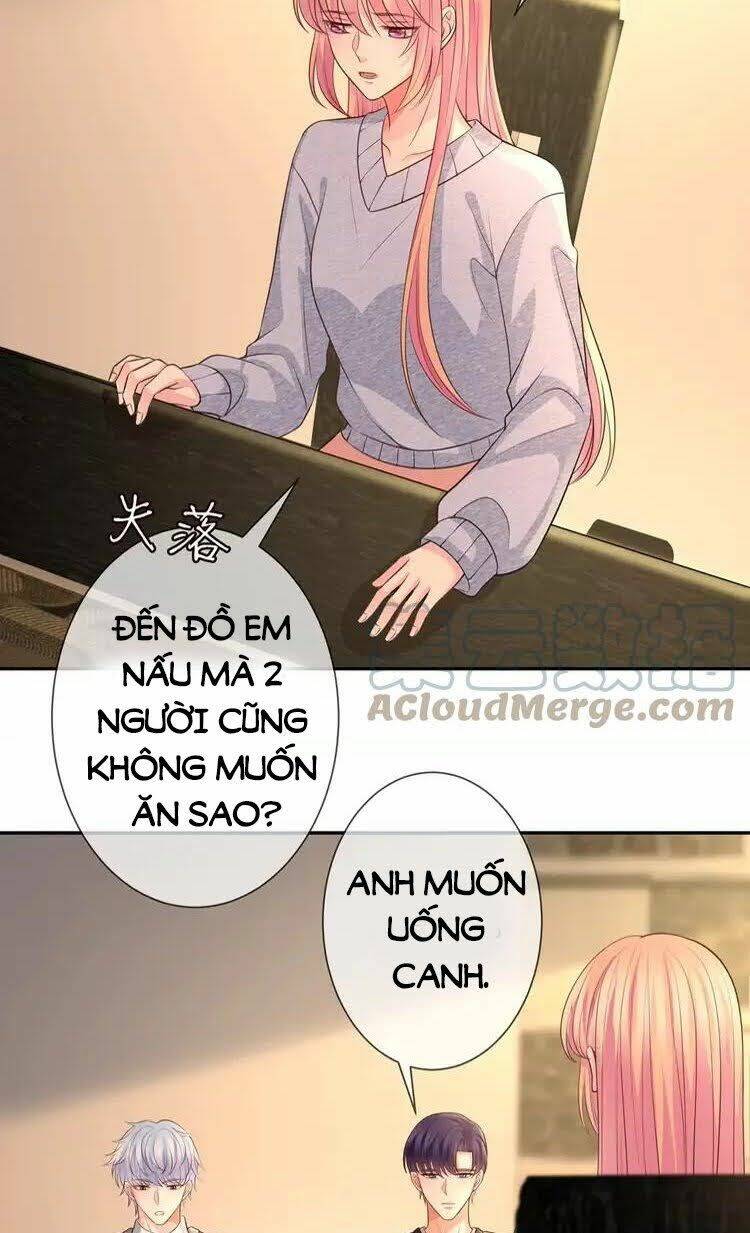 失落
ĐẾN ĐỒ EM
NẤU MÀ 2
NGƯỜI CŨNG
KHÔNG MUỐN
ĂN SAO?
ACloudMerge.com
ANH MUỐN
UỐNG
CANH.